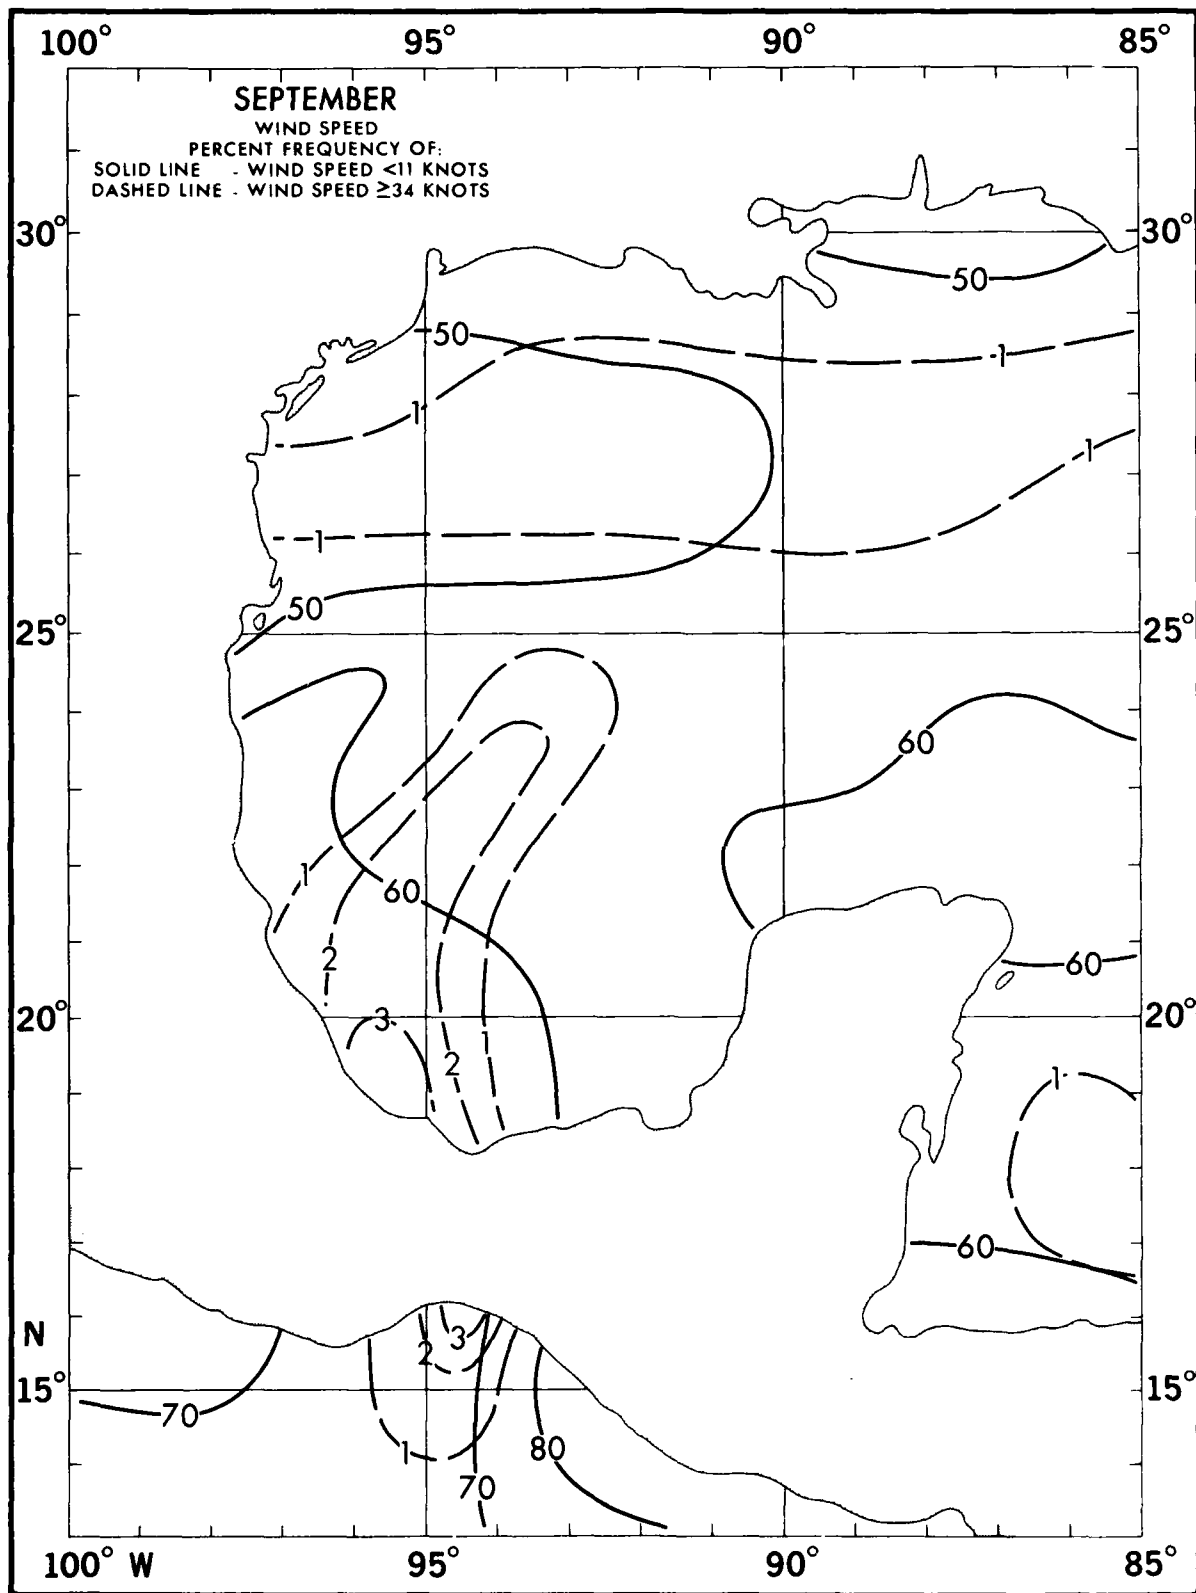 100° 95° 90° 85°
SEPTEMBER
WIND SPEED
PERCENT FREQUENCY OF:
SOLID LINE - WIND SPEED <11 KNOTS
DASHED LINE - WIND SPEED ≥34 KNOTS
30° 30°
50
50
1
1
1
1
50
25° 25°
60
1
60
2
60
20° 3 20°
1
2
1
60
N
3
2
15° 15°
70
1
80
70
100° W 95° 90° 85°